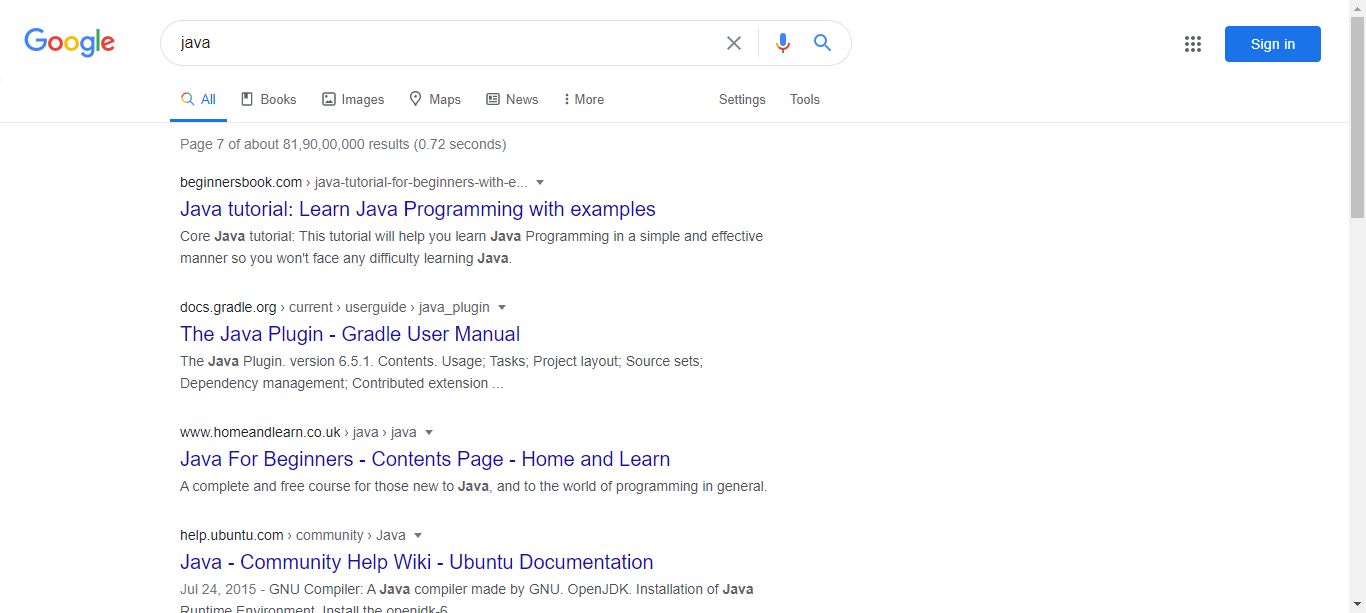 Google
java
Sign in
All Books Images Maps News More Settings Tools
Page 7 of about 81,90,00,000 results (0.72 seconds)
beginnersbook.com › java-tutorial-for-beginners-with-e...
Java tutorial: Learn Java Programming with examples
Core Java tutorial: This tutorial will help you learn Java Programming in a simple and effective
manner so you won't face any difficulty learning Java.
docs.gradle.org › current › userguide › java_plugin
The Java Plugin - Gradle User Manual
The Java Plugin. version 6.5.1. Contents. Usage; Tasks; Project layout; Source sets;
Dependency management; Contributed extension ...
www.homeandlearn.co.uk › java › java
Java For Beginners - Contents Page - Home and Learn
A complete and free course for those new to Java, and to the world of programming in general.
help.ubuntu.com › community › Java
Java - Community Help Wiki - Ubuntu Documentation
Jul 24, 2015 - GNU Compiler: A Java compiler made by GNU. OpenJDK. Installation of Java
Runtime Environment. Install the openjdk-6